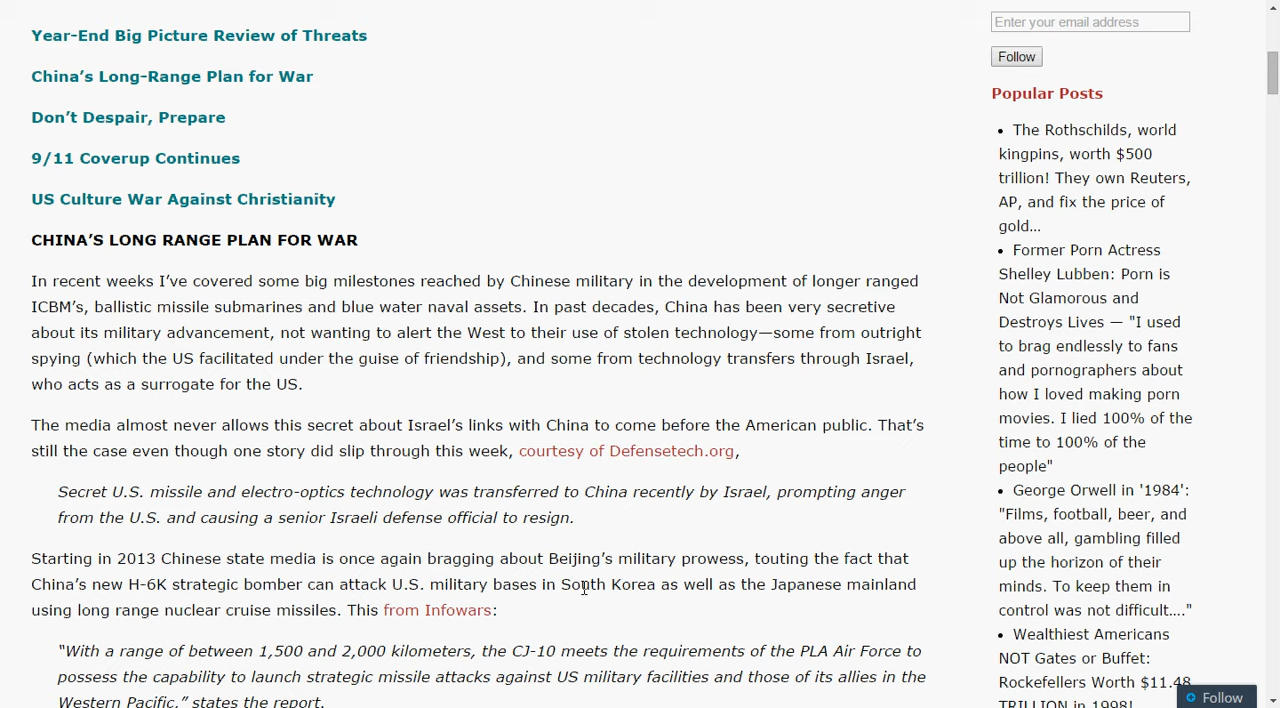 Year-End Big Picture Review of Threats
China’s Long-Range Plan for War
Don’t Despair, Prepare
9/11 Coverup Continues
US Culture War Against Christianity
CHINA’S LONG RANGE PLAN FOR WAR
In recent weeks I’ve covered some big milestones reached by Chinese military in the development of longer ranged
ICBM’s, ballistic missile submarines and blue water naval assets. In past decades, China has been very secretive
about its military advancement, not wanting to alert the West to their use of stolen technology—some from outright
spying (which the US facilitated under the guise of friendship), and some from technology transfers through Israel,
who acts as a surrogate for the US.
The media almost never allows this secret about Israel’s links with China to come before the American public. That’s
still the case even though one story did slip through this week, courtesy of Defensetech.org,
Secret U.S. missile and electro-optics technology was transferred to China recently by Israel, prompting anger
from the U.S. and causing a senior Israeli defense official to resign.
Starting in 2013 Chinese state media is once again bragging about Beijing’s military prowess, touting the fact that
China’s new H-6K strategic bomber can attack U.S. military bases in South Korea as well as the Japanese mainland
using long range nuclear cruise missiles. This from Infowars:
“With a range of between 1,500 and 2,000 kilometers, the CJ-10 meets the requirements of the PLA Air Force to
possess the capability to launch strategic missile attacks against US military facilities and those of its allies in the
Western Pacific,” states the report.
Enter your email address
Follow
Popular Posts
The Rothschilds, world
kingpins, worth $500
trillion! They own Reuters,
AP, and fix the price of
gold...
Former Porn Actress
Shelley Lubben: Porn is
Not Glamorous and
Destroys Lives — "I used
to brag endlessly to fans
and pornographers about
how I loved making porn
movies. I lied 100% of the
time to 100% of the
people"
George Orwell in '1984':
"Films, football, beer, and
above all, gambling filled
up the horizon of their
minds. To keep them in
control was not difficult...."
Wealthiest Americans
NOT Gates or Buffet:
Rockefellers Worth $11.48
TRILLION in 1998!
Follow